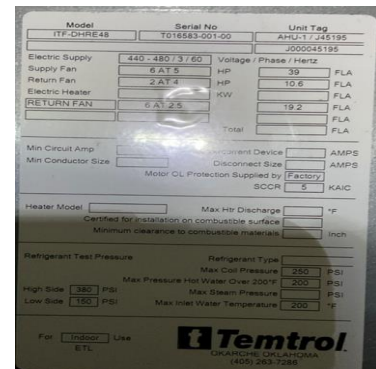 Model Serial No Unit Tag
ITF-DHRE48 T016583-001-00 AHU-1 / J45195
J000045195
Electric Supply 440 - 480 / 3 / 60 Voltage / Phase / Hertz
Supply Fan 6 AT 5 HP 39 FLA
Return Fan 2 AT 4 HP 10.6 FLA
Electric Heater KW FLA
RETURN FAN 6 AT 2.5 19.2 FLA
Total FLA
Min Circuit Amp Device AMPS
Min Conductor Size Disconnect Size AMPS
Motor OL Protection Supplied by Factory
SCCR 5 KAIC
Heater Model Max Htr Discharge °F
Certified for installation on combustible surface
Minimum clearance to combustible materials Inch
Refrigerant Test Pressure Refrigerant Type
Max Coil Pressure 250 PSI
Max Pressure Hot Water Over 200°F 200 PSI
High Side 380 PSI Max Steam Pressure PSI
Low Side 150 PSI Max Inlet Water Temperature 200 °F
For Indoor Use
ETL
Temtrol
OKARCHE OKLAHOMA
(405) 263-7286